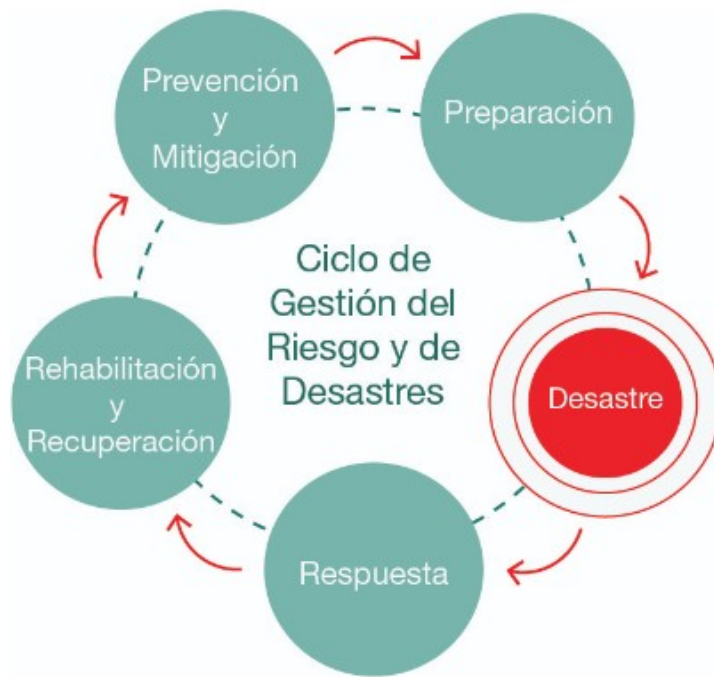 Prevención
y
Mitigación
Preparación
Ciclo de
Gestión del
Riesgo y de
Desastres
Desastre
Respuesta
Rehabilitación
y
Recuperación